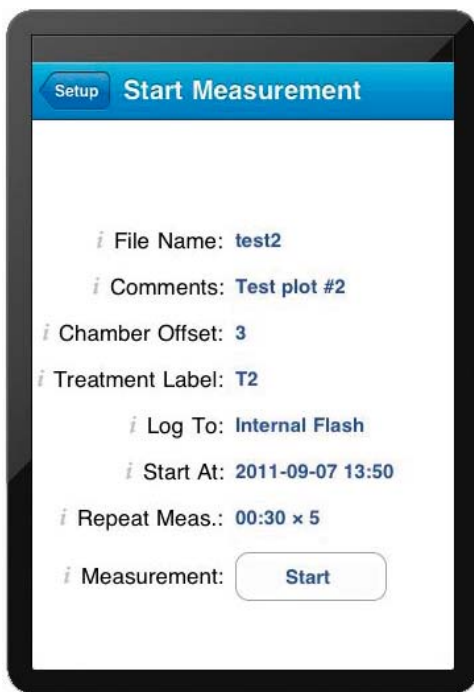 Setup Start Measurement
i File Name: test2
i Comments: Test plot #2
i Chamber Offset: 3
i Treatment Label: T2
i Log To: Internal Flash
i Start At: 2011-09-07 13:50
i Repeat Meas.: 00:30 × 5
i Measurement: Start